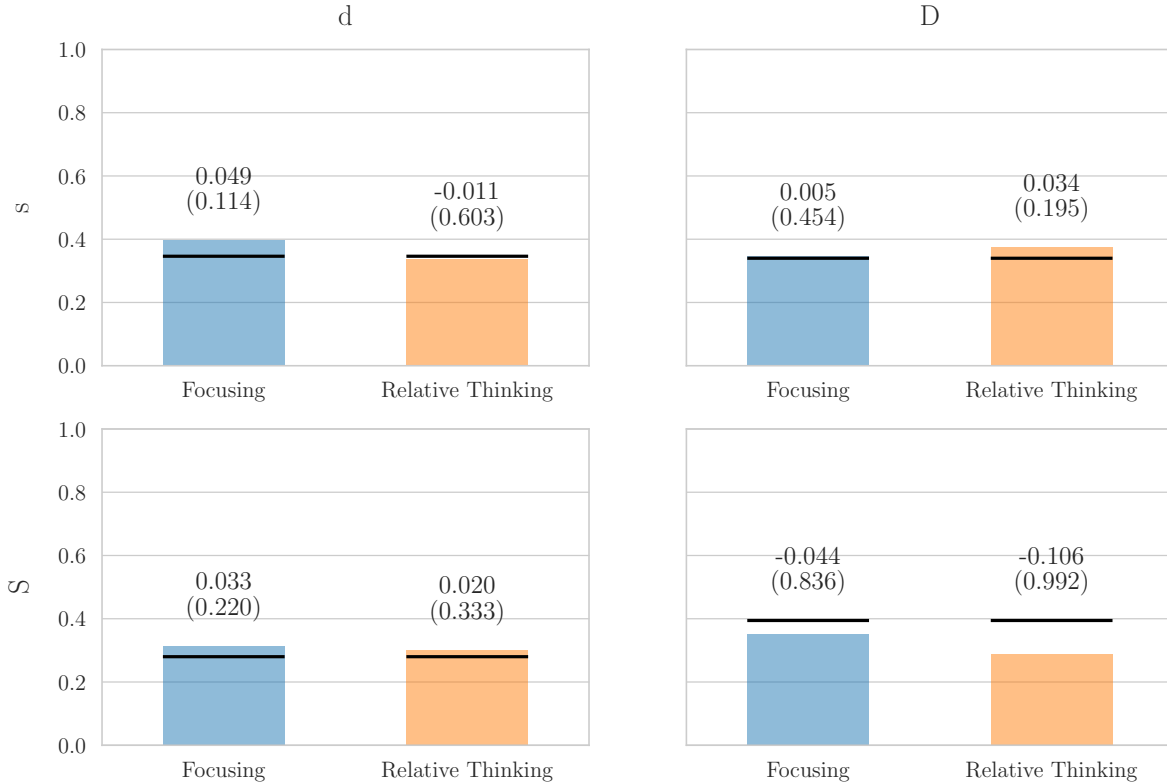 d
D
1.0
0.8
0.6
0.4
0.2
0.0
s
0.049
(0.114)
-0.011
(0.603)
0.005
(0.454)
0.034
(0.195)
Focusing
Relative Thinking
Focusing
Relative Thinking
1.0
0.8
0.6
0.4
0.2
0.0
S
0.033
(0.220)
0.020
(0.333)
-0.044
(0.836)
-0.106
(0.992)
Focusing
Relative Thinking
Focusing
Relative Thinking